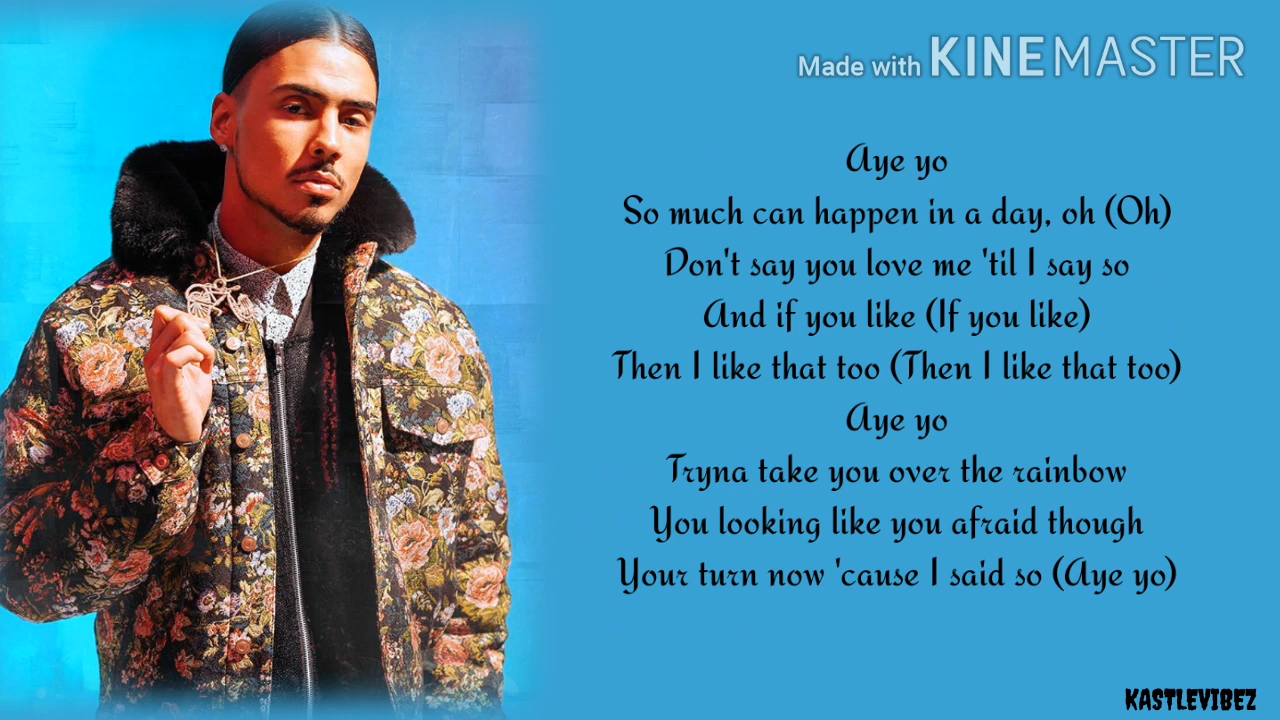 Made with KINEMASTER
Aye yo
So much can happen in a day, oh (Oh)
Don't say you love me 'til I say so
And if you like (If you like)
Then I like that too (Then I like that too)
Aye yo
Tryna take you over the rainbow
You looking like you afraid though
Your turn now 'cause I said so (Aye yo)
KASTLEVIBEZ